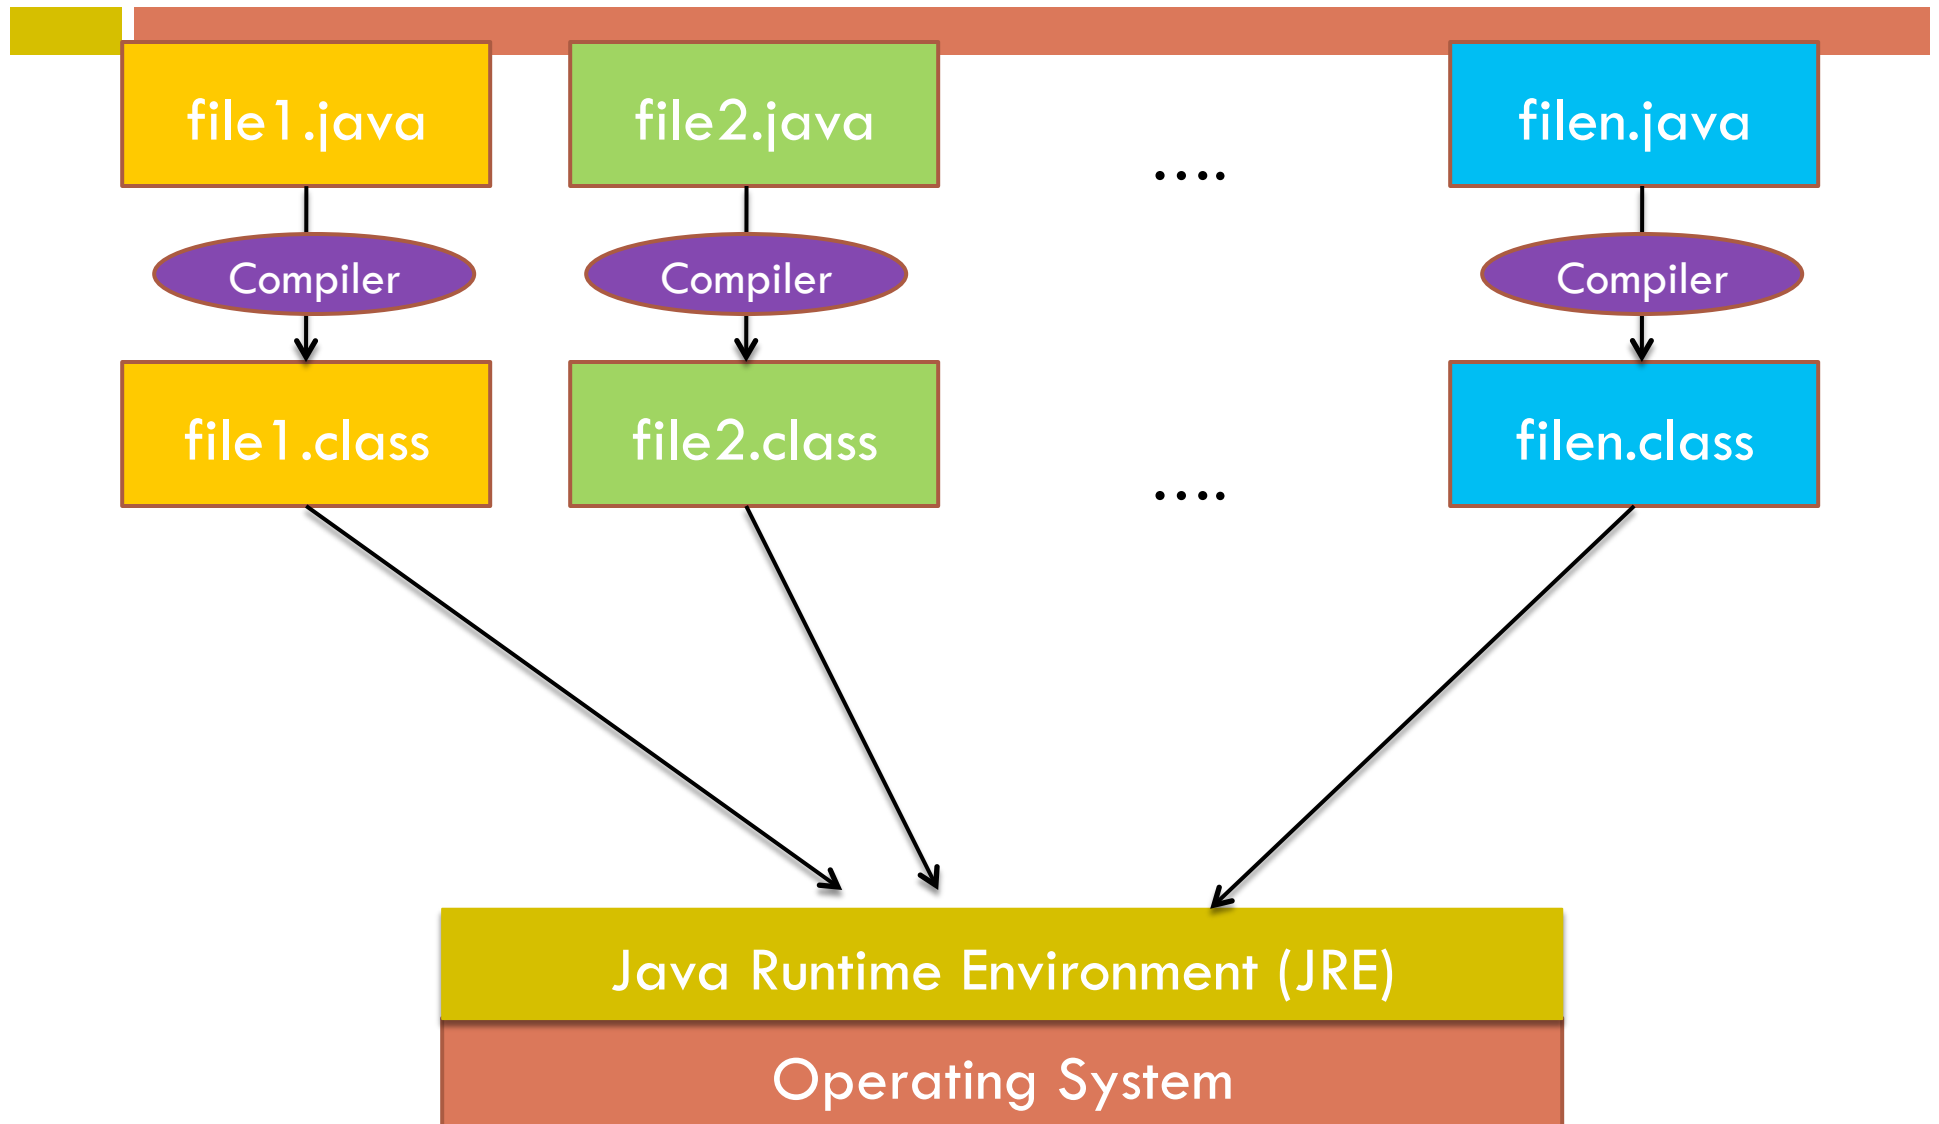 file1.java
file2.java
....
filen.java
Compiler
Compiler
Compiler
file1.class
file2.class
....
filen.class
Java Runtime Environment (JRE)
Operating System